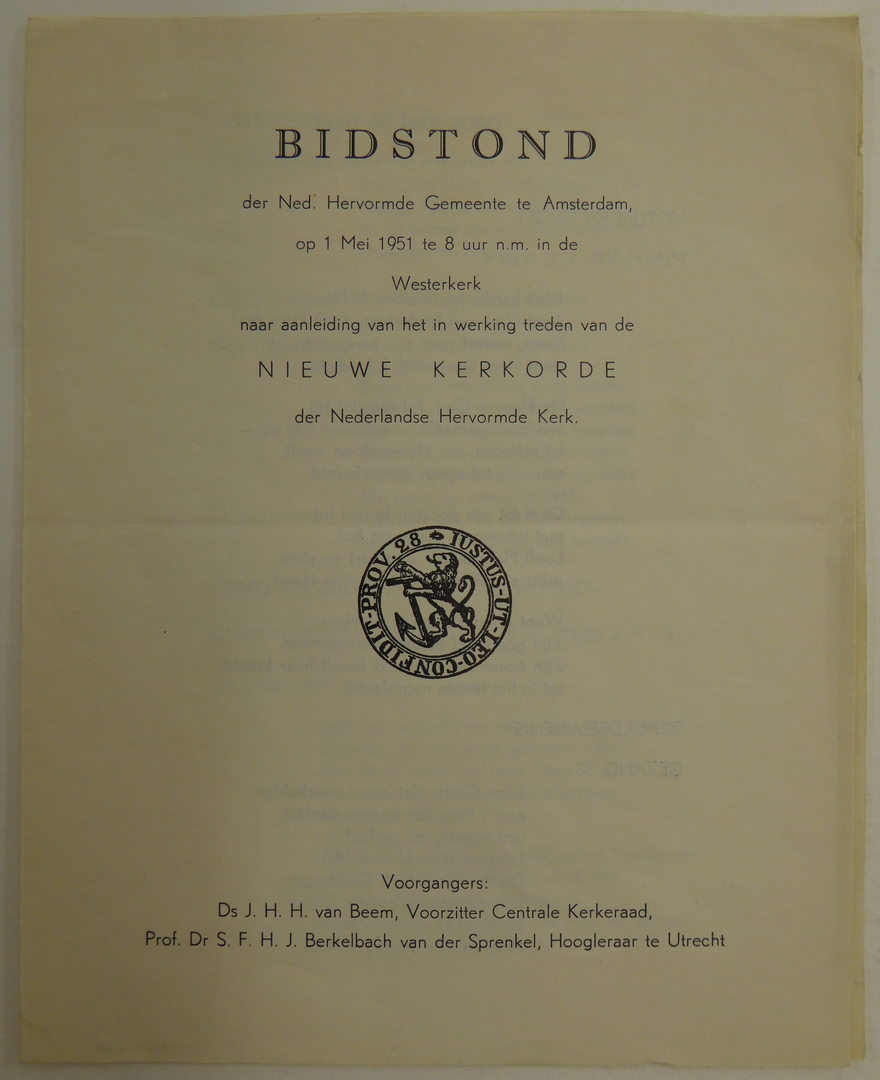 BIDSTOND
der Ned. Hervormde Gemeente te Amsterdam,
op 1 Mei 1951 te 8 uur n.m. in de
Westerkerk
naar aanleiding van het in werking treden van de
NIEUWE KERKORDE
der Nederlandse Hervormde Kerk.
IUSTUS-UT-LEO-CONFIDIT-PROV. 28
Voorgangers:
Ds J. H. H. van Beem, Voorzitter Centrale Kerkeraad,
Prof. Dr S. F. H. J. Berkelbach van der Sprenkel, Hoogleraar te Utrecht